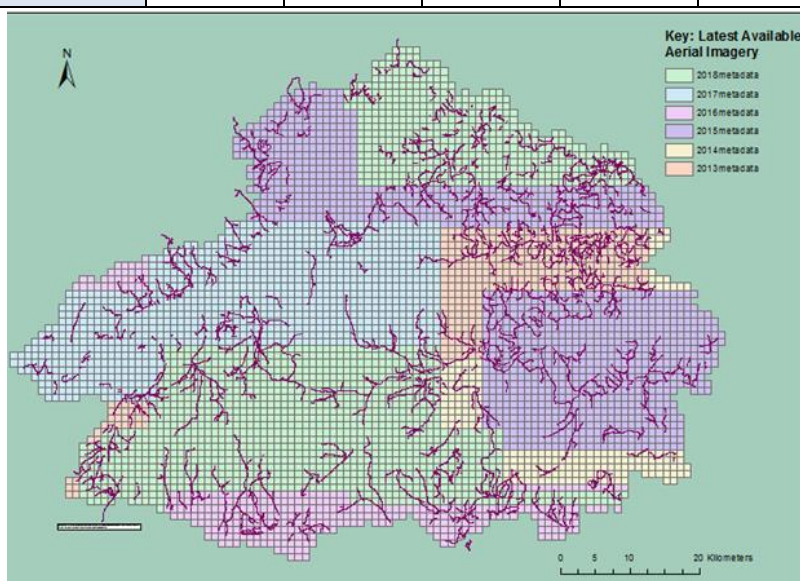 N
Key: Latest Available
Aerial Imagery
2018metadata
2017metadata
2016metadata
2015metadata
2014metadata
2013metadata
0 5 10 20 Kilometers